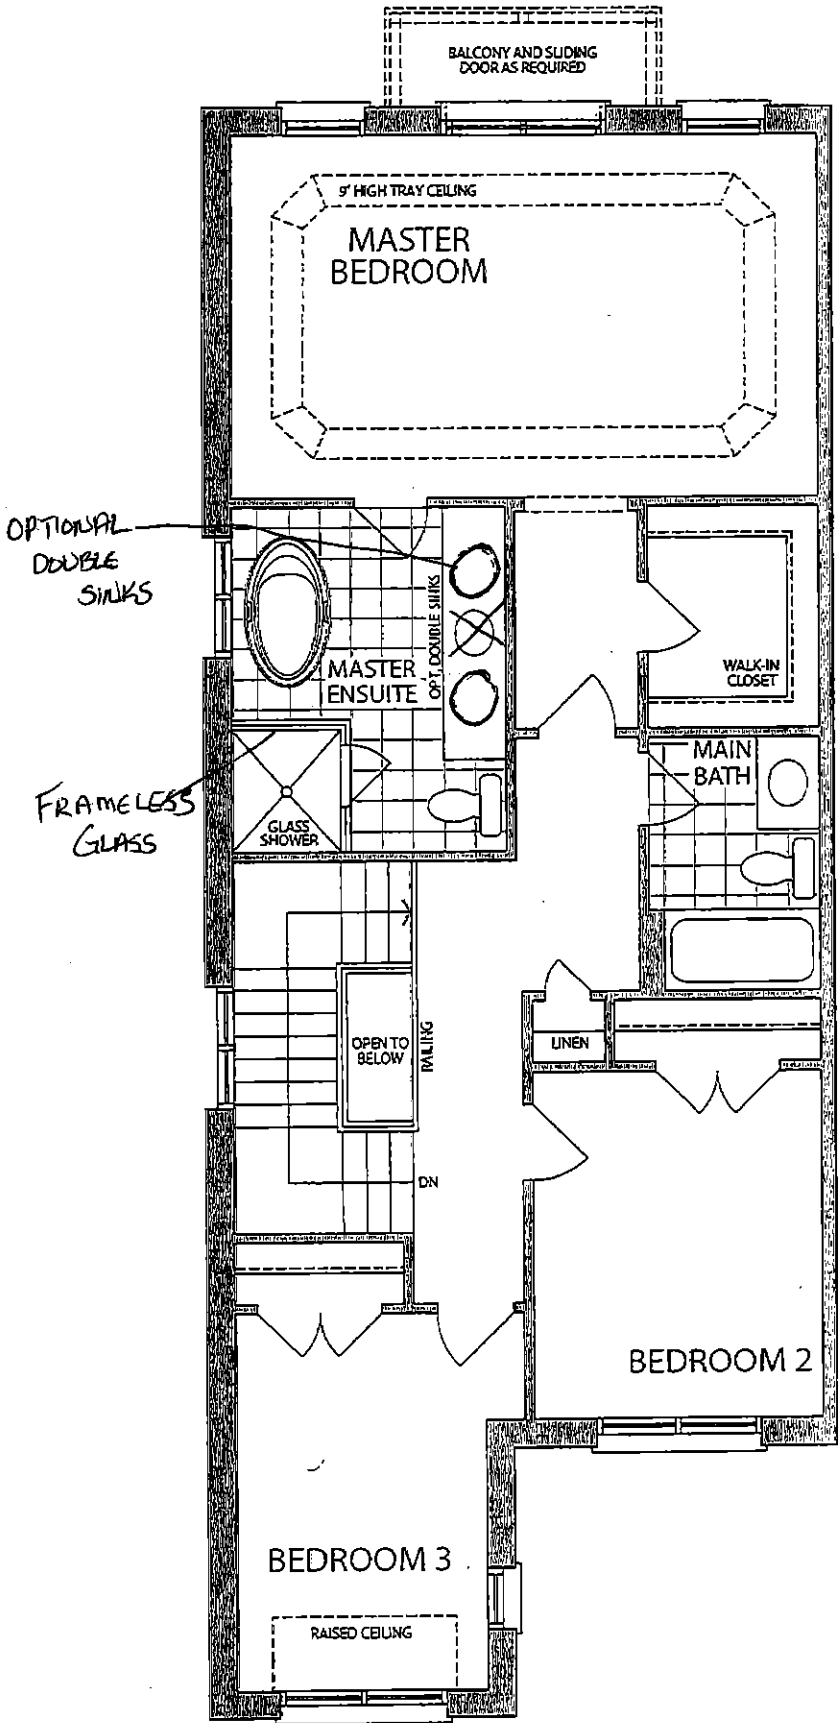 BALCONY AND SLIDING
DOOR AS REQUIRED
9' HIGH TRAY CEILING
MASTER
BEDROOM
OPTIONAL
DOUBLE
SINKS
OPT. DOUBLE SINKS
MASTER
ENSUITE
WALK-IN
CLOSET
MAIN
BATH
FRAMELESS
GLASS
GLASS
SHOWER
OPEN TO
BELOW
RAILING
LINEN
DN
BEDROOM 2
BEDROOM 3
RAISED CEILING